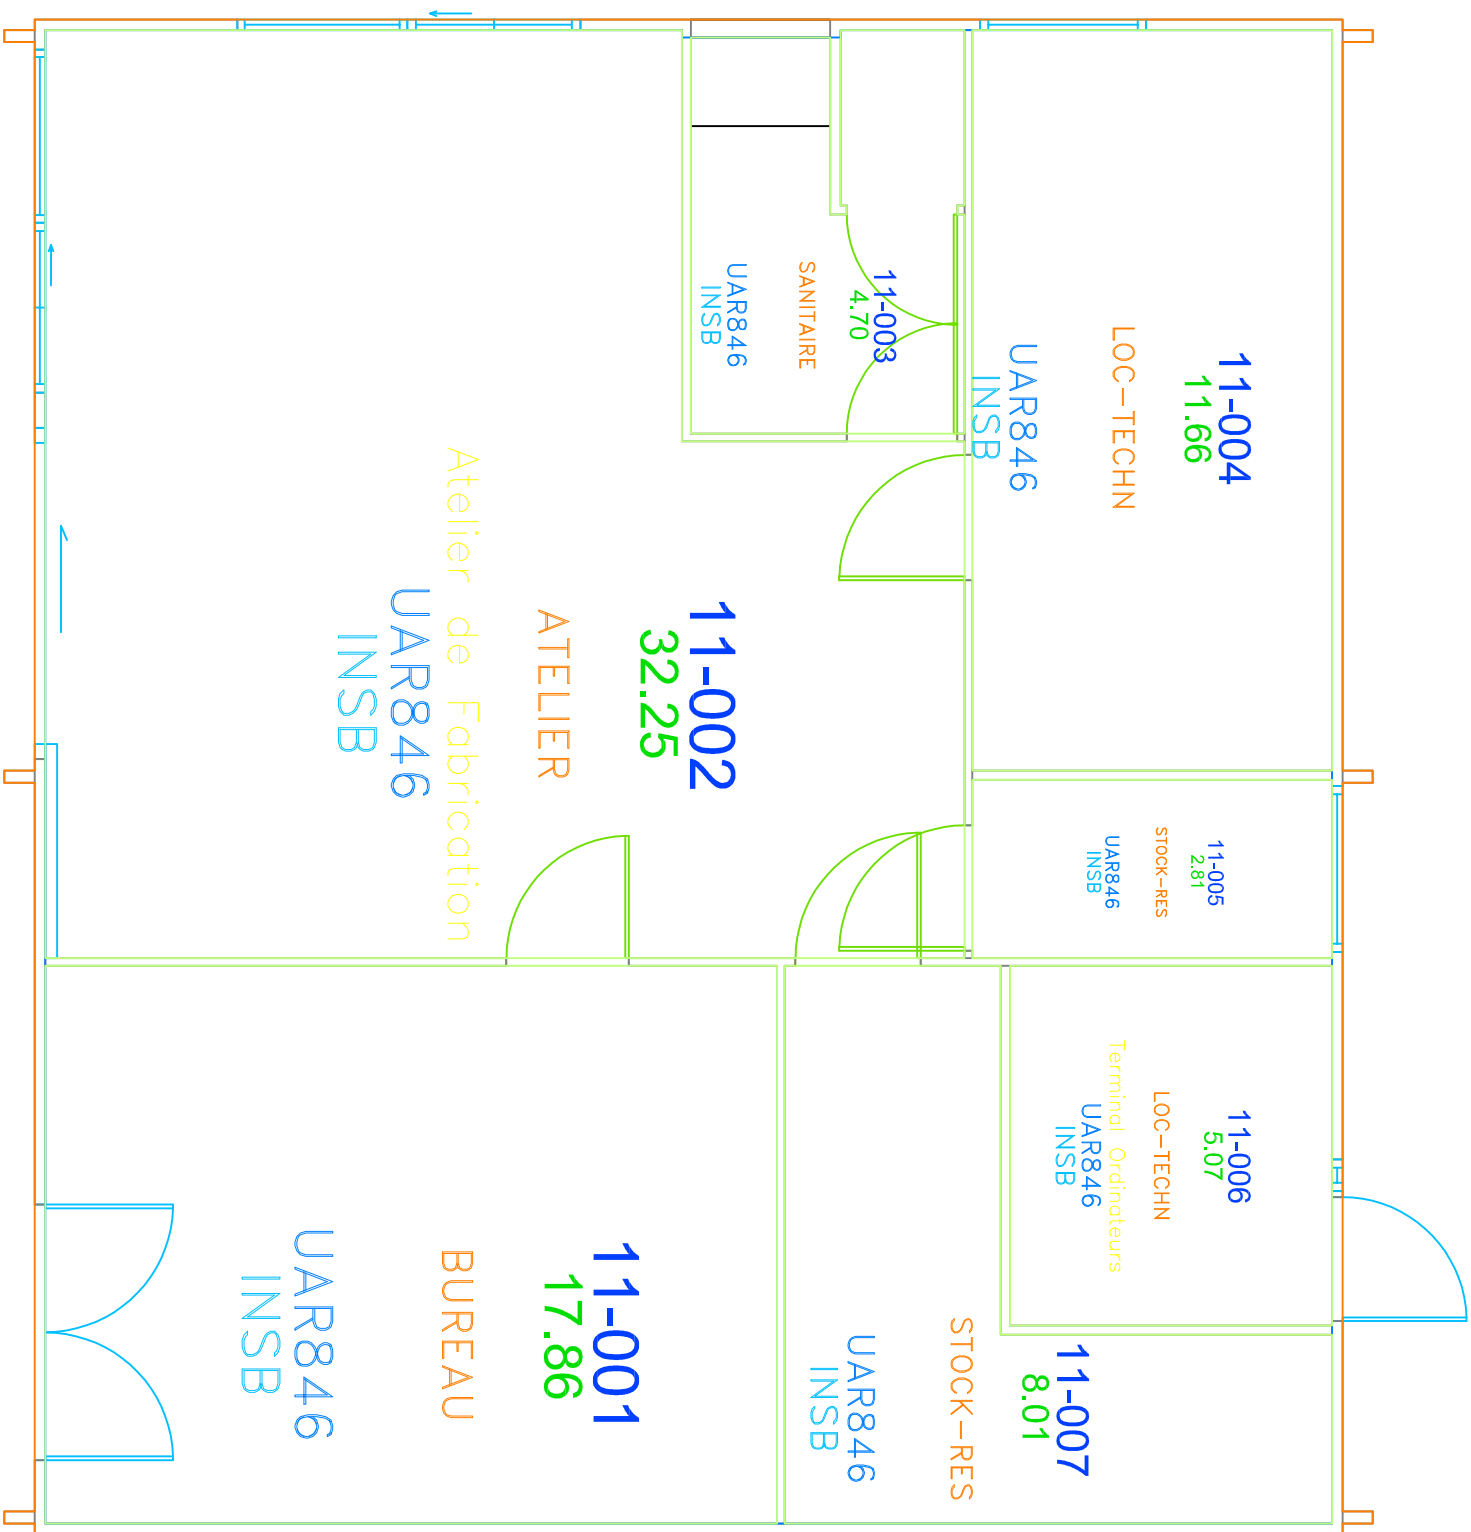 11-004
11.66
LOC-TECHN
UAR846
INSB
11-003
4.70
SANITAIRE
UAR846
INSB
11-002
32.25
ATELIER
Atelier de Fabrication
UAR846
INSB
11-005
2.81
STOCK-RES
UAR846
INSB
11-006
5.07
LOC-TECHN
Terminal Ordinateurs
UAR846
INSB
11-007
8.01
STOCK-RES
UAR846
INSB
11-001
17.86
BUREAU
UAR846
INSB